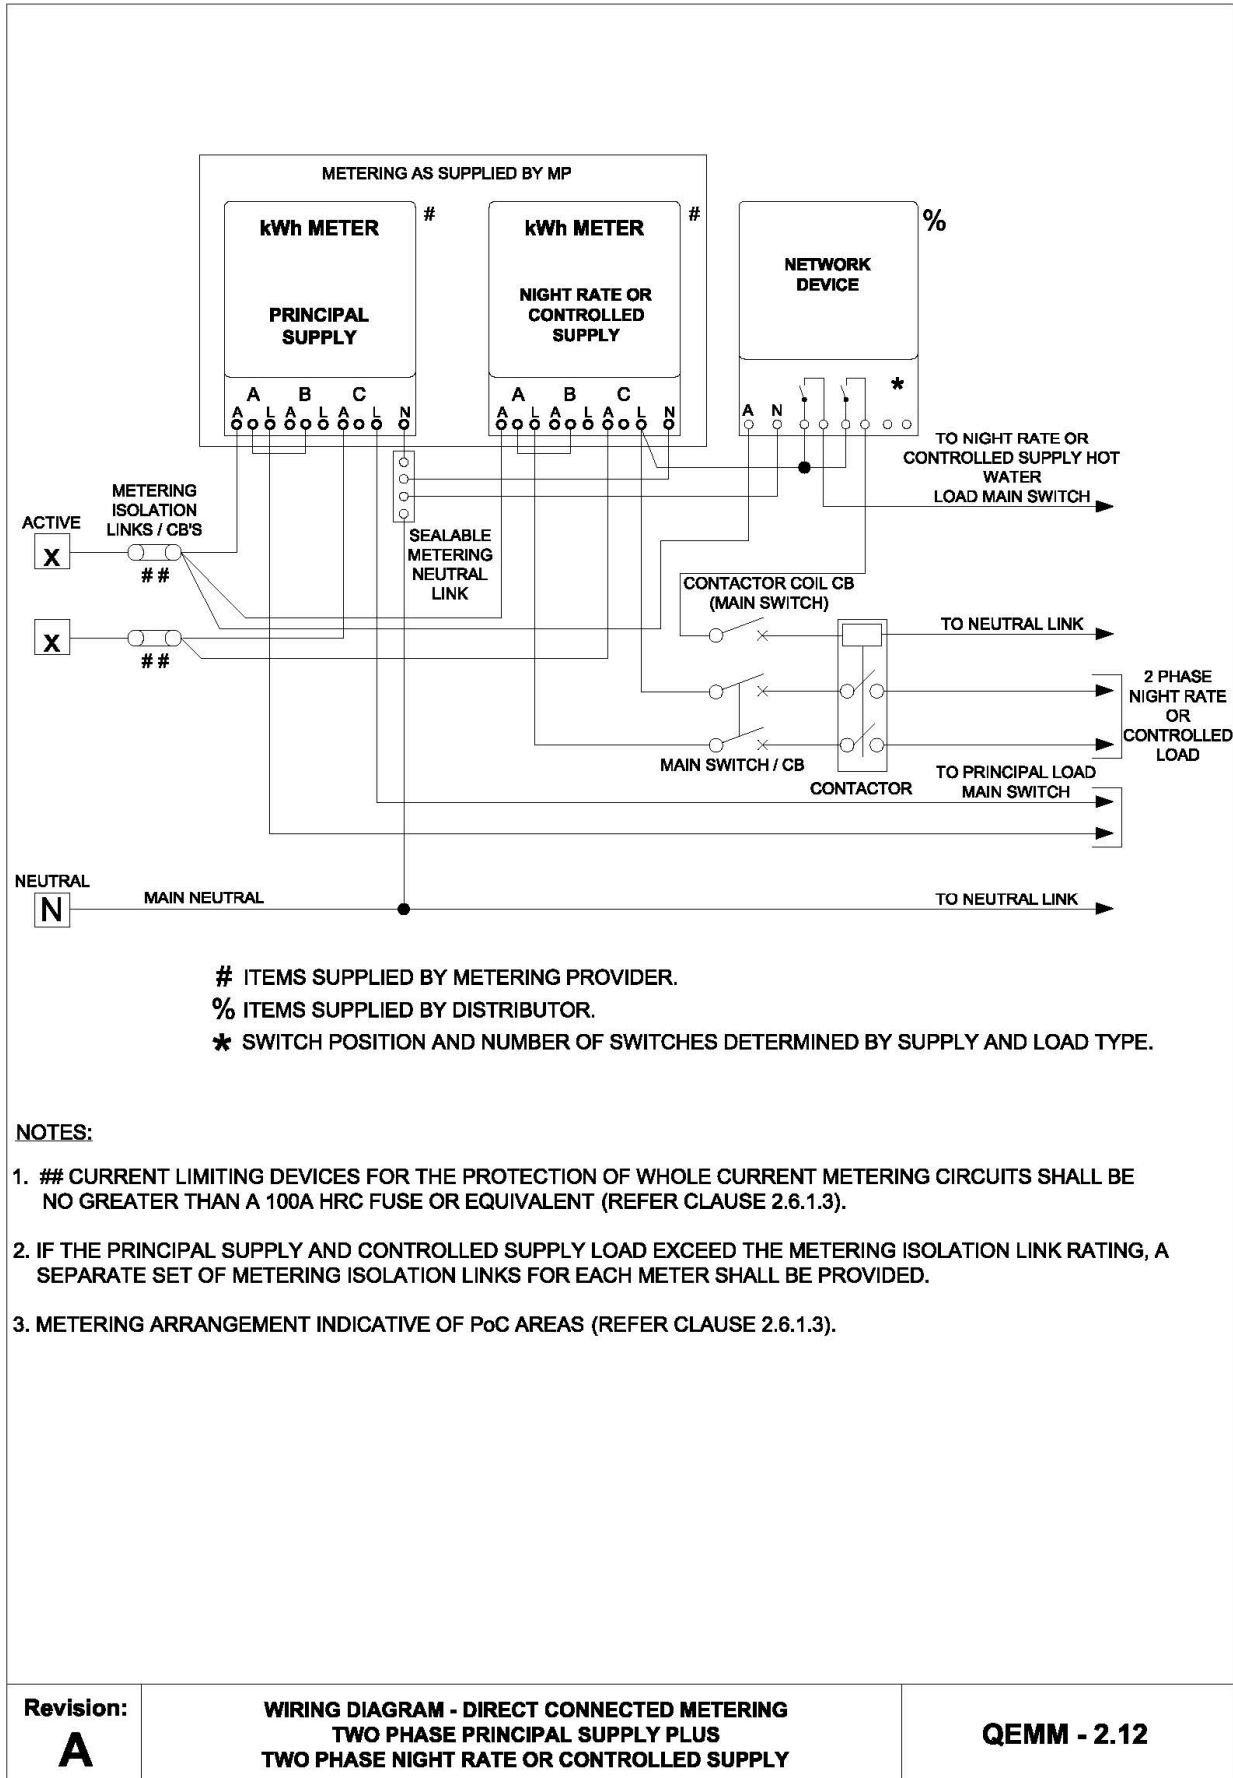 METERING AS SUPPLIED BY MP
kWh METER
#
PRINCIPAL
SUPPLY
A B C
A L A L A L N
kWh METER
#
NIGHT RATE OR
CONTROLLED
SUPPLY
A B C
A L A L A L N
%
NETWORK
DEVICE
*
A N
TO NIGHT RATE OR
CONTROLLED SUPPLY HOT
WATER
LOAD MAIN SWITCH
METERING
ISOLATION
LINKS / CB'S
ACTIVE
X
##
SEALABLE
METERING
NEUTRAL
LINK
CONTACTOR COIL CB
(MAIN SWITCH)
X
##
TO NEUTRAL LINK
2 PHASE
NIGHT RATE
OR
CONTROLLED
LOAD
MAIN SWITCH / CB
CONTACTOR
TO PRINCIPAL LOAD
MAIN SWITCH
NEUTRAL
N
MAIN NEUTRAL
TO NEUTRAL LINK
# ITEMS SUPPLIED BY METERING PROVIDER.
% ITEMS SUPPLIED BY DISTRIBUTOR.
* SWITCH POSITION AND NUMBER OF SWITCHES DETERMINED BY SUPPLY AND LOAD TYPE.
NOTES:
1. ## CURRENT LIMITING DEVICES FOR THE PROTECTION OF WHOLE CURRENT METERING CIRCUITS SHALL BE
NO GREATER THAN A 100A HRC FUSE OR EQUIVALENT (REFER CLAUSE 2.6.1.3).
2. IF THE PRINCIPAL SUPPLY AND CONTROLLED SUPPLY LOAD EXCEED THE METERING ISOLATION LINK RATING, A
SEPARATE SET OF METERING ISOLATION LINKS FOR EACH METER SHALL BE PROVIDED.
3. METERING ARRANGEMENT INDICATIVE OF PoC AREAS (REFER CLAUSE 2.6.1.3).
Revision:
A
WIRING DIAGRAM - DIRECT CONNECTED METERING
TWO PHASE PRINCIPAL SUPPLY PLUS
TWO PHASE NIGHT RATE OR CONTROLLED SUPPLY
QEMM - 2.12